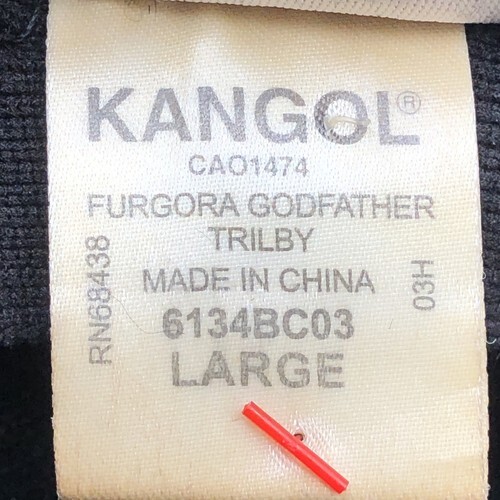 KANGOL®
CAO1474
FURGORA GODFATHER
TRILBY
MADE IN CHINA
6134BC03
LARGE
RN68438
03H